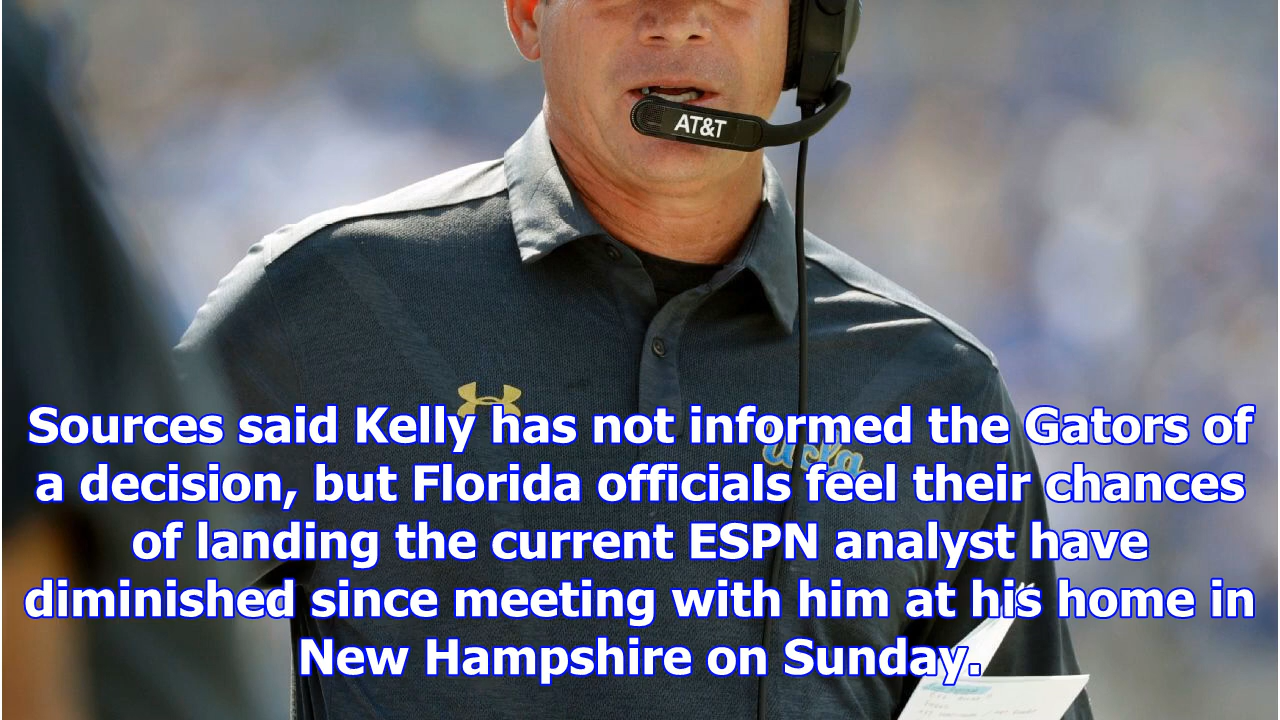 AT&T
Sources said Kelly has not informed the Gators of
a decision, but Florida officials feel their chances
of landing the current ESPN analyst have
diminished since meeting with him at his home in
New Hampshire on Sunday.
ucla